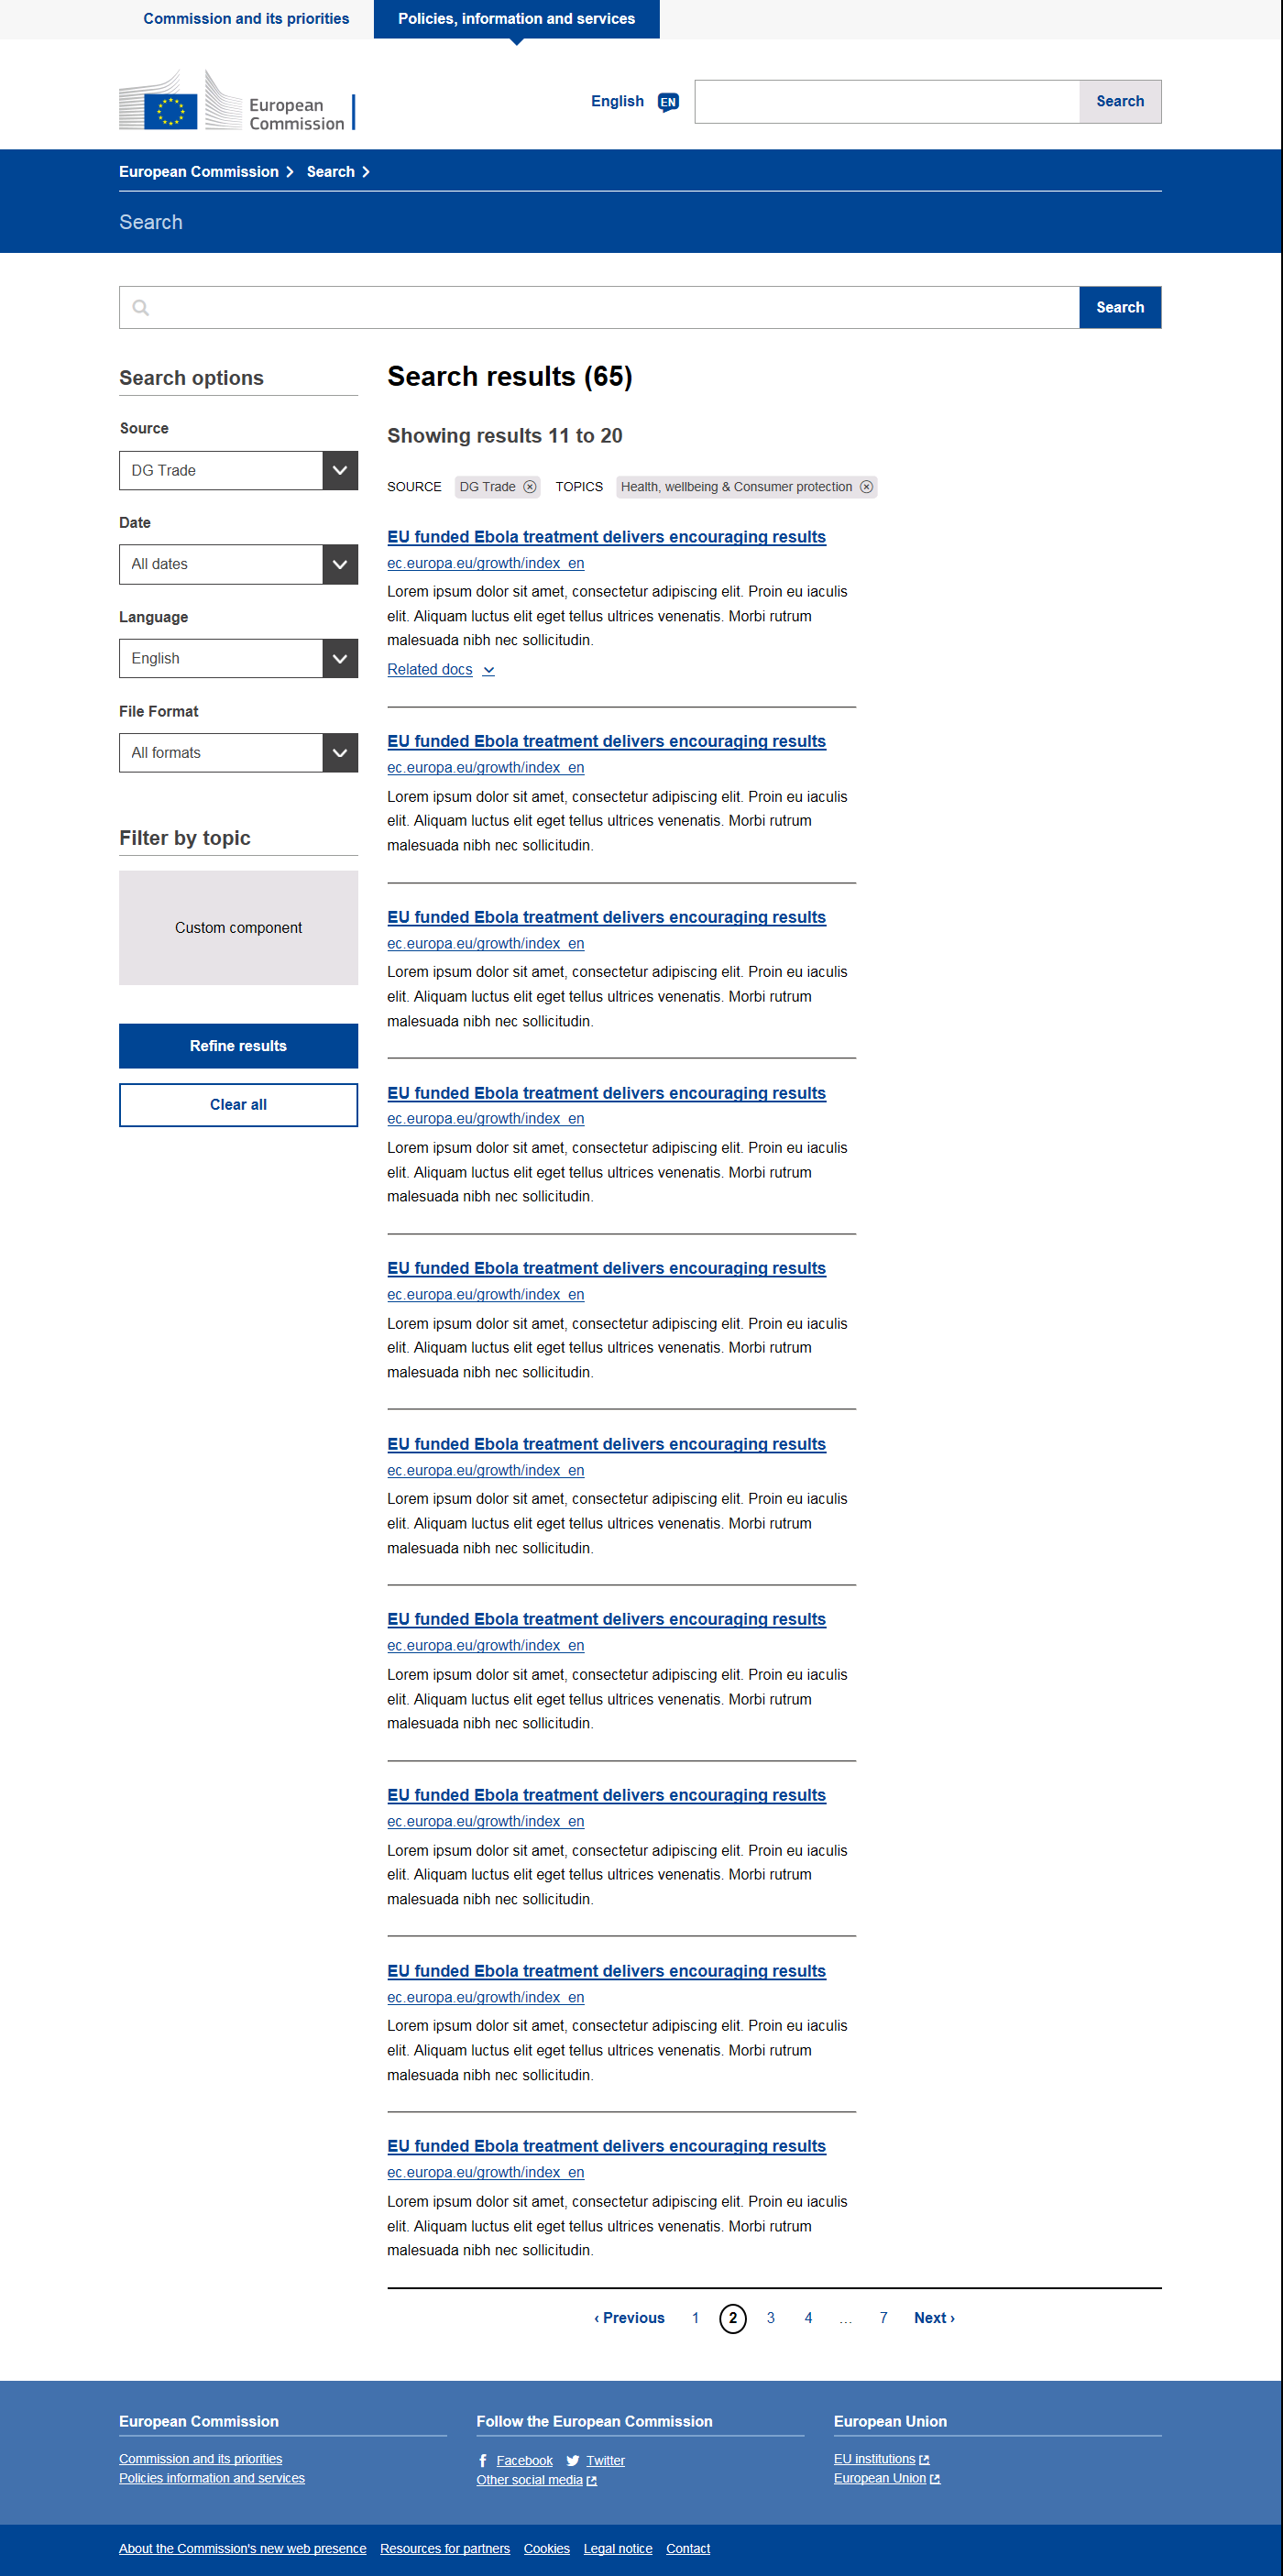 Commission and its priorities
Policies, information and services
European
Commission
English EN
Search
European Commission Search
Search
Search
Search options
Source
DG Trade
Date
All dates
Language
English
File Format
All formats
Filter by topic
Custom component
Refine results
Clear all
Search results (65)
Showing results 11 to 20
SOURCE DG Trade TOPICS Health, wellbeing & Consumer protection
EU funded Ebola treatment delivers encouraging results
ec.europa.eu/growth/index_en
Lorem ipsum dolor sit amet, consectetur adipiscing elit. Proin eu iaculis
elit. Aliquam luctus elit eget tellus ultrices venenatis. Morbi rutrum
malesuada nibh nec sollicitudin.
Related docs
EU funded Ebola treatment delivers encouraging results
ec.europa.eu/growth/index_en
Lorem ipsum dolor sit amet, consectetur adipiscing elit. Proin eu iaculis
elit. Aliquam luctus elit eget tellus ultrices venenatis. Morbi rutrum
malesuada nibh nec sollicitudin.
EU funded Ebola treatment delivers encouraging results
ec.europa.eu/growth/index_en
Lorem ipsum dolor sit amet, consectetur adipiscing elit. Proin eu iaculis
elit. Aliquam luctus elit eget tellus ultrices venenatis. Morbi rutrum
malesuada nibh nec sollicitudin.
EU funded Ebola treatment delivers encouraging results
ec.europa.eu/growth/index_en
Lorem ipsum dolor sit amet, consectetur adipiscing elit. Proin eu iaculis
elit. Aliquam luctus elit eget tellus ultrices venenatis. Morbi rutrum
malesuada nibh nec sollicitudin.
EU funded Ebola treatment delivers encouraging results
ec.europa.eu/growth/index_en
Lorem ipsum dolor sit amet, consectetur adipiscing elit. Proin eu iaculis
elit. Aliquam luctus elit eget tellus ultrices venenatis. Morbi rutrum
malesuada nibh nec sollicitudin.
EU funded Ebola treatment delivers encouraging results
ec.europa.eu/growth/index_en
Lorem ipsum dolor sit amet, consectetur adipiscing elit. Proin eu iaculis
elit. Aliquam luctus elit eget tellus ultrices venenatis. Morbi rutrum
malesuada nibh nec sollicitudin.
EU funded Ebola treatment delivers encouraging results
ec.europa.eu/growth/index_en
Lorem ipsum dolor sit amet, consectetur adipiscing elit. Proin eu iaculis
elit. Aliquam luctus elit eget tellus ultrices venenatis. Morbi rutrum
malesuada nibh nec sollicitudin.
EU funded Ebola treatment delivers encouraging results
ec.europa.eu/growth/index_en
Lorem ipsum dolor sit amet, consectetur adipiscing elit. Proin eu iaculis
elit. Aliquam luctus elit eget tellus ultrices venenatis. Morbi rutrum
malesuada nibh nec sollicitudin.
EU funded Ebola treatment delivers encouraging results
ec.europa.eu/growth/index_en
Lorem ipsum dolor sit amet, consectetur adipiscing elit. Proin eu iaculis
elit. Aliquam luctus elit eget tellus ultrices venenatis. Morbi rutrum
malesuada nibh nec sollicitudin.
EU funded Ebola treatment delivers encouraging results
ec.europa.eu/growth/index_en
Lorem ipsum dolor sit amet, consectetur adipiscing elit. Proin eu iaculis
elit. Aliquam luctus elit eget tellus ultrices venenatis. Morbi rutrum
malesuada nibh nec sollicitudin.
‹ Previous 1 2 3 4 … 7 Next ›
European Commission
Commission and its priorities
Policies information and services
Follow the European Commission
Facebook Twitter
Other social media
European Union
EU institutions
European Union
About the Commission's new web presence Resources for partners Cookies Legal notice Contact